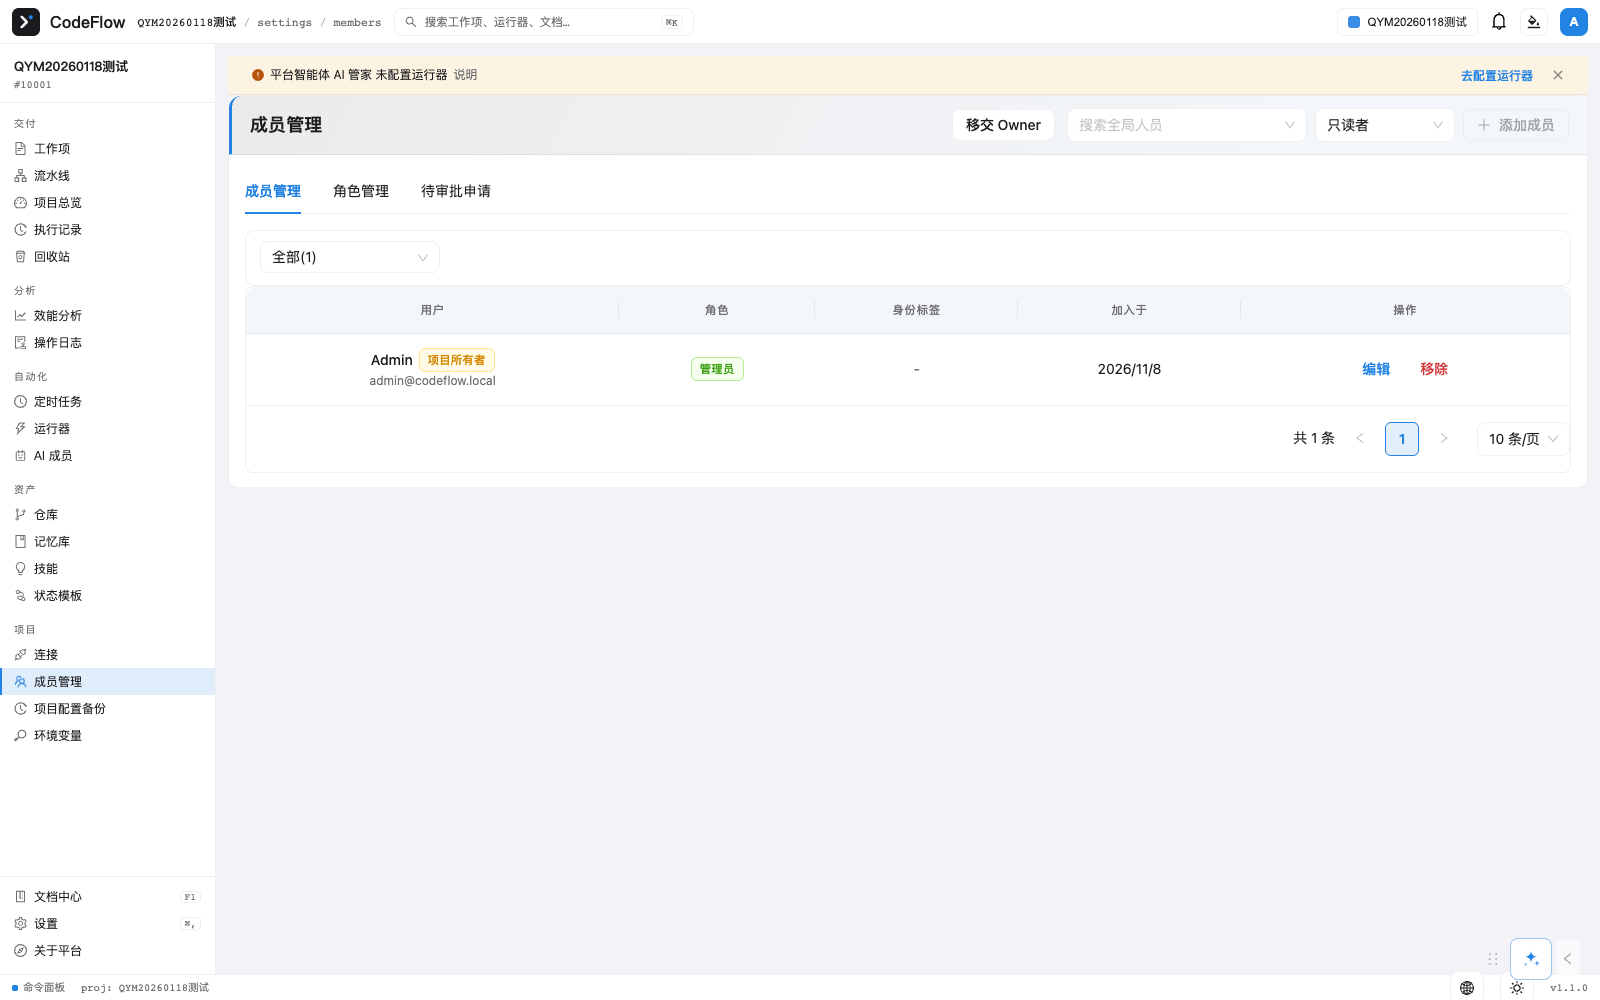 CodeFlow QYM20260118测试 / settings / members 搜索工作项、运行器、文档... ⌘K QYM20260118测试 A
QYM20260118测试
#10001
交付
工作项
流水线
项目总览
执行记录
回收站
分析
效能分析
操作日志
自动化
定时任务
运行器
AI 成员
资产
仓库
记忆库
技能
状态模板
项目
连接
成员管理
项目配置备份
环境变量
文档中心 F1
设置 ⌘,
关于平台
平台智能体 AI 管家 未配置运行器 说明 去配置运行器
成员管理 移交 Owner 搜索全局人员 只读者 添加成员
成员管理 角色管理 待审批申请
全部(1)
用户 角色 身份标签 加入于 操作
Admin 项目所有者
admin@codeflow.local
管理员 - 2026/11/8 编辑 移除
共 1 条 1 10 条/页
命令面板 proj: QYM20260118测试 v1.1.0